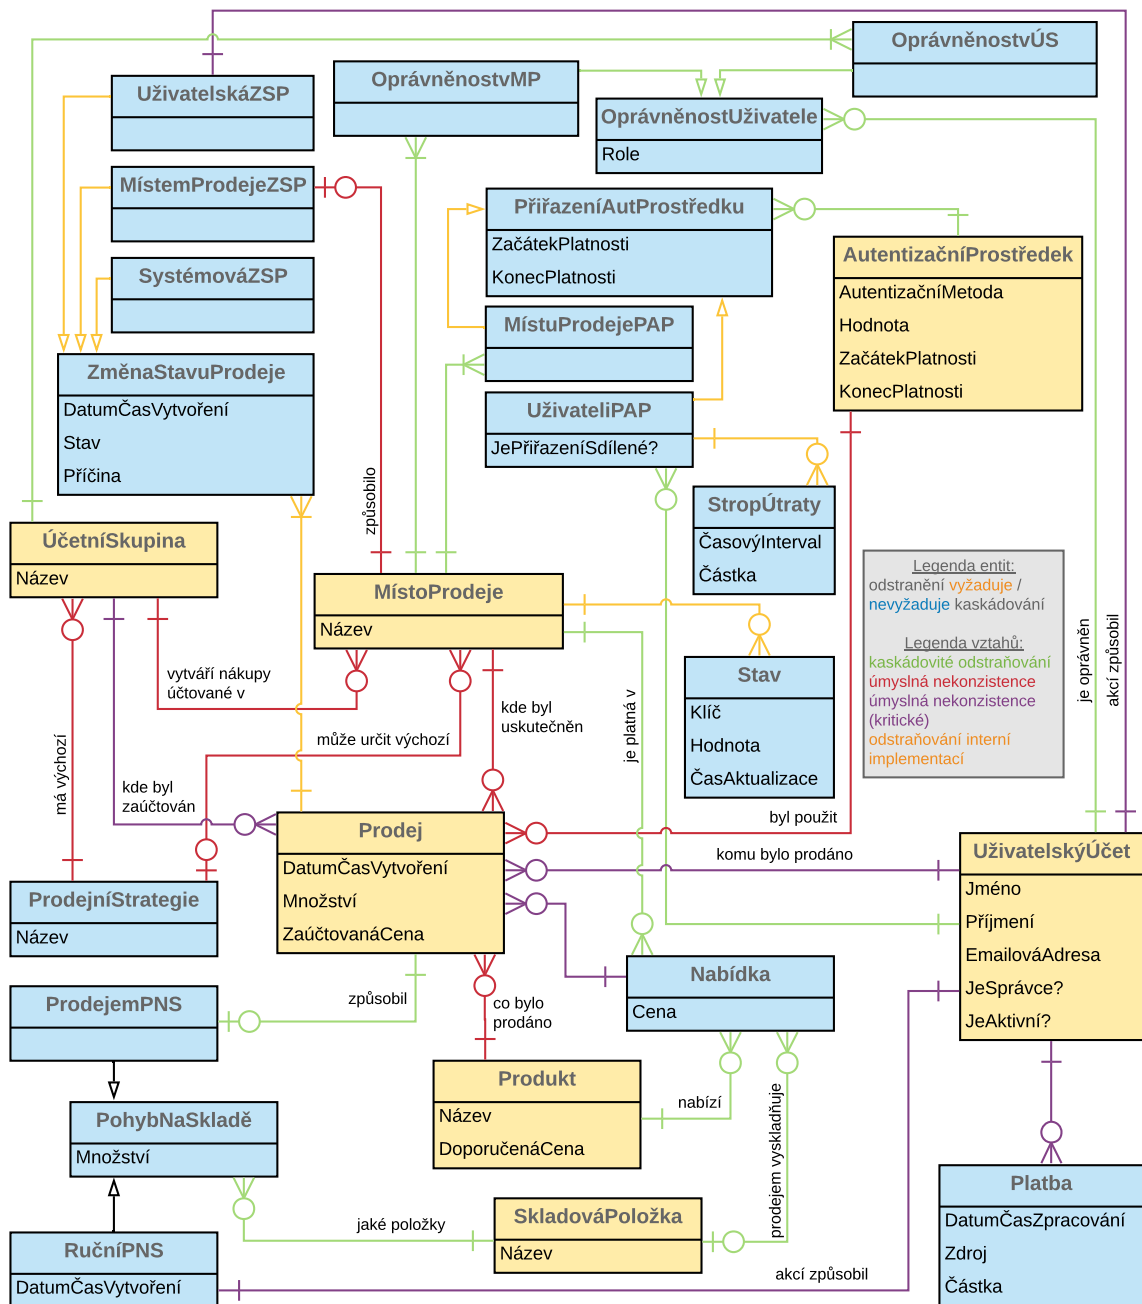 OprávněnostvÚS
OprávněnostvMP
UživatelskáZSP
OprávněnostUživatele
Role
MístemProdejeZSP
PřiřazeníAutProstředku
ZačátekPlatnosti
KonecPlatnosti
AutentizačníProstředek
AutentizačníMetoda
Hodnota
ZačátekPlatnosti
KonecPlatnosti
SystémováZSP
MístuProdejePAP
ZměnaStavuProdeje
DatumČasVytvoření
Stav
Příčina
UživateliPAP
JePřiřazeníSdílené?
způsobilo
StropÚtraty
ČasovýInterval
Částka
ÚčetníSkupina
Název
MístoProdeje
Název
Legenda entit:
odstranění vyžaduje /
nevyžaduje kaskádování
Legenda vztahů:
kaskádovité odstraňování
úmyslná nekonzistence
úmyslná nekonzistence
(kritické)
odstraňování interní
implementací
je oprávněn
akcí způsobil
vytváří nákupy
účtované v
Stav
Klíč
Hodnota
ČasAktualizace
kde byl
uskutečněn
je platná v
může určit výchozí
má výchozí
kde byl
zaúčtován
byl použit
Prodej
DatumČasVytvoření
Množství
ZaúčtovanáCena
komu bylo prodáno
UživatelskýÚčet
Jméno
Příjmení
EmailováAdresa
JeSprávce?
JeAktivní?
ProdejníStrategie
Název
Nabídka
Cena
ProdejemPNS
způsobil
co bylo
prodáno
Produkt
Název
DoporučenáCena
nabízí
prodejem vyskladňuje
PohybNaSkladě
Množství
Platba
DatumČasZpracování
Zdroj
Částka
jaké položky
SkladováPoložka
Název
RučníPNS
DatumČasVytvoření
akcí způsobil